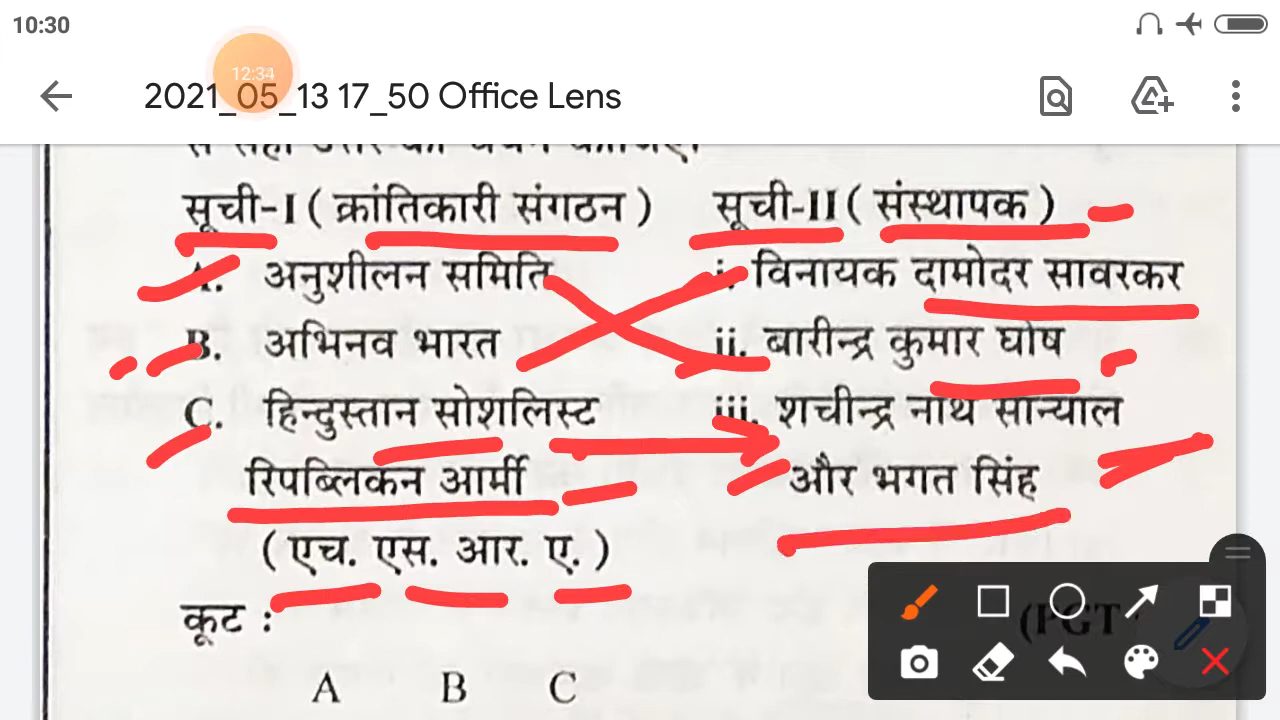 10:30
12:34
2021_05_13 17_50 Office Lens
सूची-I ( क्रांतिकारी संगठन ) सूची-II ( संस्थापक )
A. अनुशीलन समिति i. विनायक दामोदर सावरकर
B. अभिनव भारत ii. बारीन्द्र कुमार घोष
C. हिन्दुस्तान सोशलिस्ट iii. शचीन्द्र नाथ सान्याल
रिपब्लिकन आर्मी और भगत सिंह
( एच. एस. आर. ए. )
कूट : (PGT
A B C